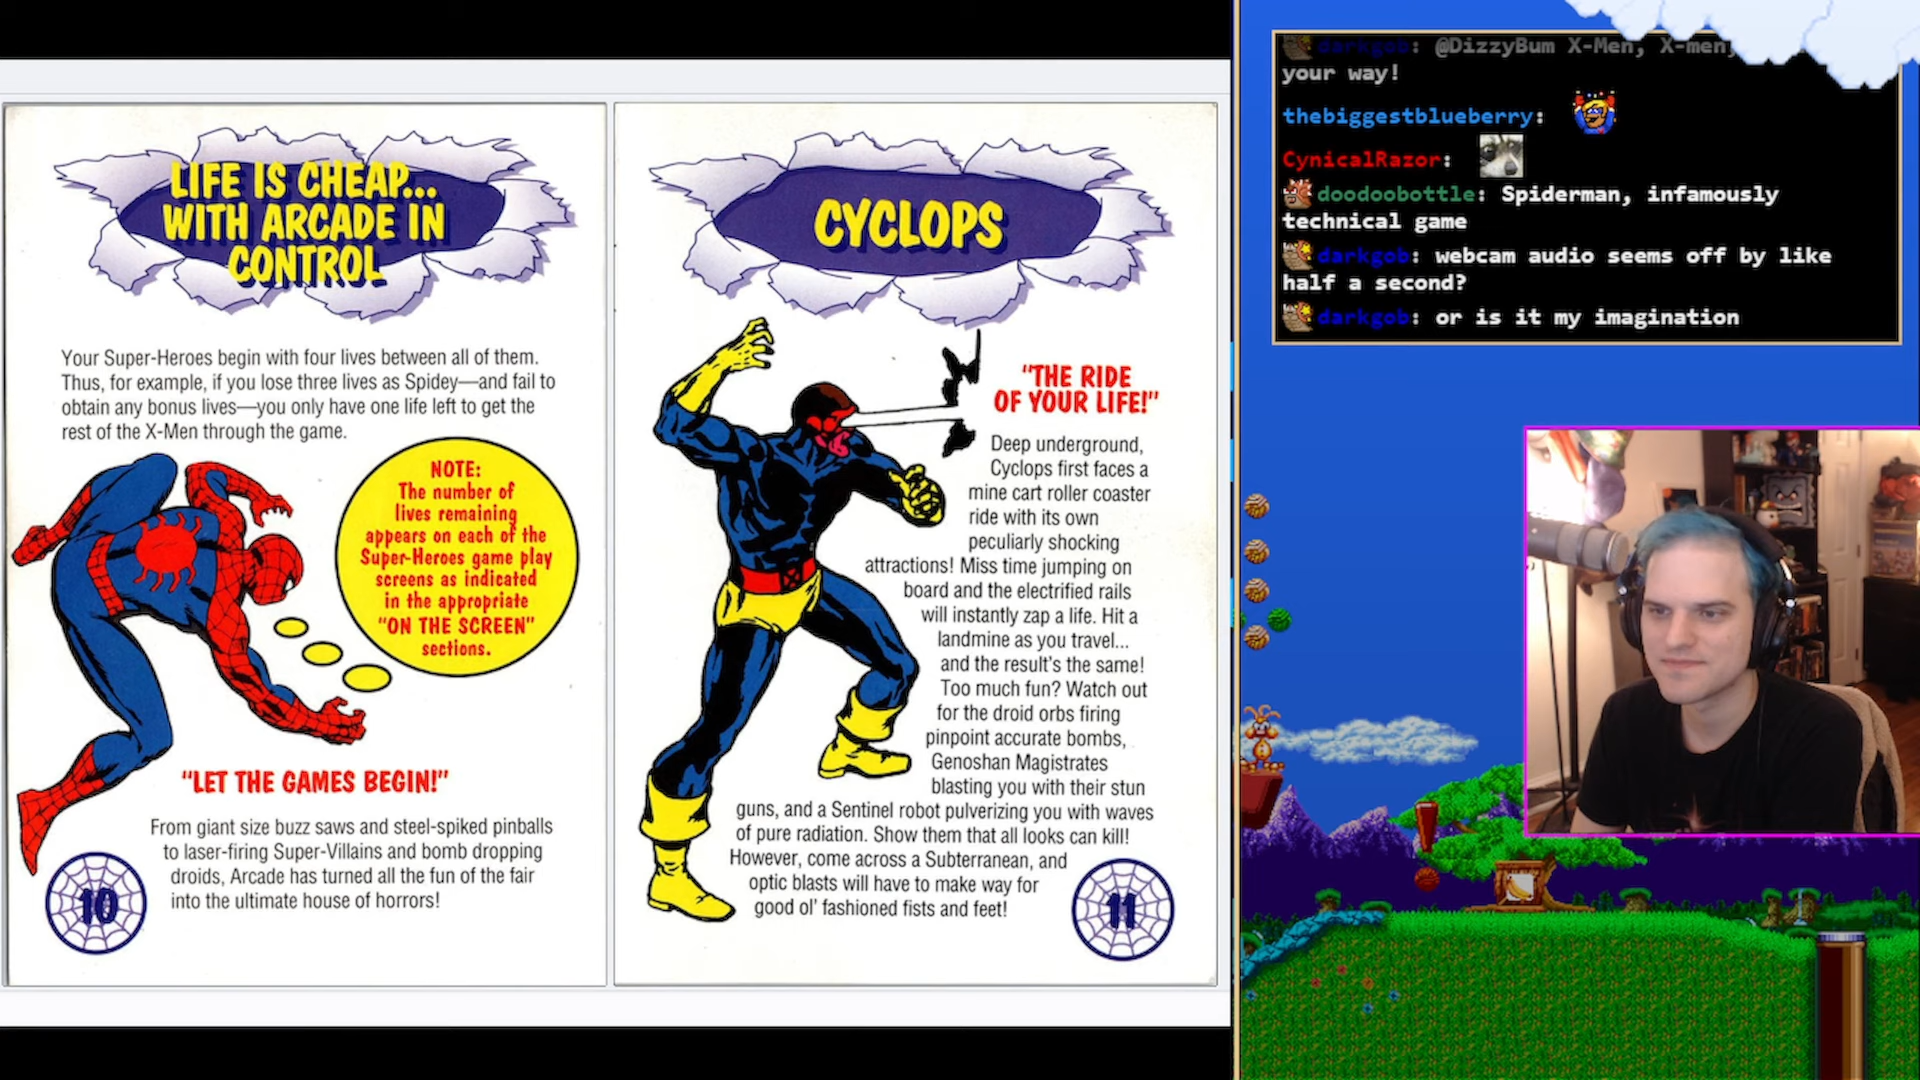 LIFE IS CHEAP...
WITH ARCADE IN
CONTROL
Your Super-Heroes begin with four lives between all of them.
Thus, for example, if you lose three lives as Spidey—and fail to
obtain any bonus lives—you only have one life left to get the
rest of the X-Men through the game.
NOTE:
The number of
lives remaining
appears on each of the
Super-Heroes game play
screens as indicated
in the appropriate
"ON THE SCREEN"
sections.
"LET THE GAMES BEGIN!"
From giant size buzz saws and steel-spiked pinballs
to laser-firing Super-Villains and bomb dropping
droids, Arcade has turned all the fun of the fair
into the ultimate house of horrors!
10
CYCLOPS
"THE RIDE
OF YOUR LIFE!"
Deep underground,
Cyclops first faces a
mine cart roller coaster
ride with its own
peculiarly shocking
attractions! Miss time jumping on
board and the electrified rails
will instantly zap a life. Hit a
landmine as you travel...
and the result's the same!
Too much fun? Watch out
for the droid orbs firing
pinpoint accurate bombs,
Genoshan Magistrates
blasting you with their stun
guns, and a Sentinel robot pulverizing you with waves
of pure radiation. Show them that all looks can kill!
However, come across a Subterranean, and
optic blasts will have to make way for
good ol' fashioned fists and feet!
11
darkgob: @DizzyBum X-Men, X-men,
your way!
thebiggestblueberry:
CynicalRazor:
doodoobottle: Spiderman, infamously
technical game
darkgob: webcam audio seems off by like
half a second?
darkgob: or is it my imagination